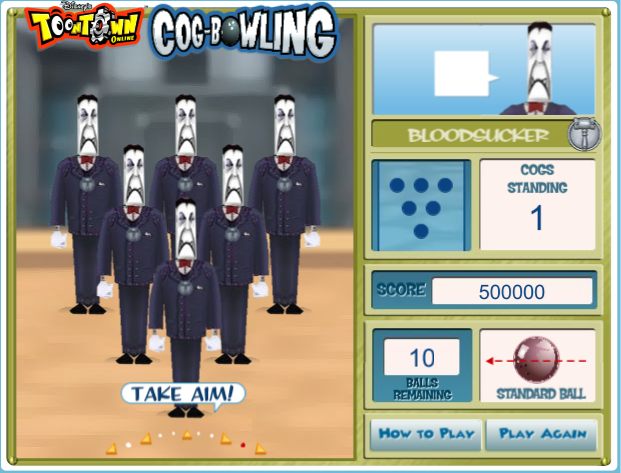 Disney's
TOONTOWN
ONLINE
COG-BOWLING
BLOODSUCKER
COGS
STANDING
1
SCORE 500000
10
BALLS
REMAINING
STANDARD BALL
TAKE AIM!
HOW TO PLAY
PLAY AGAIN